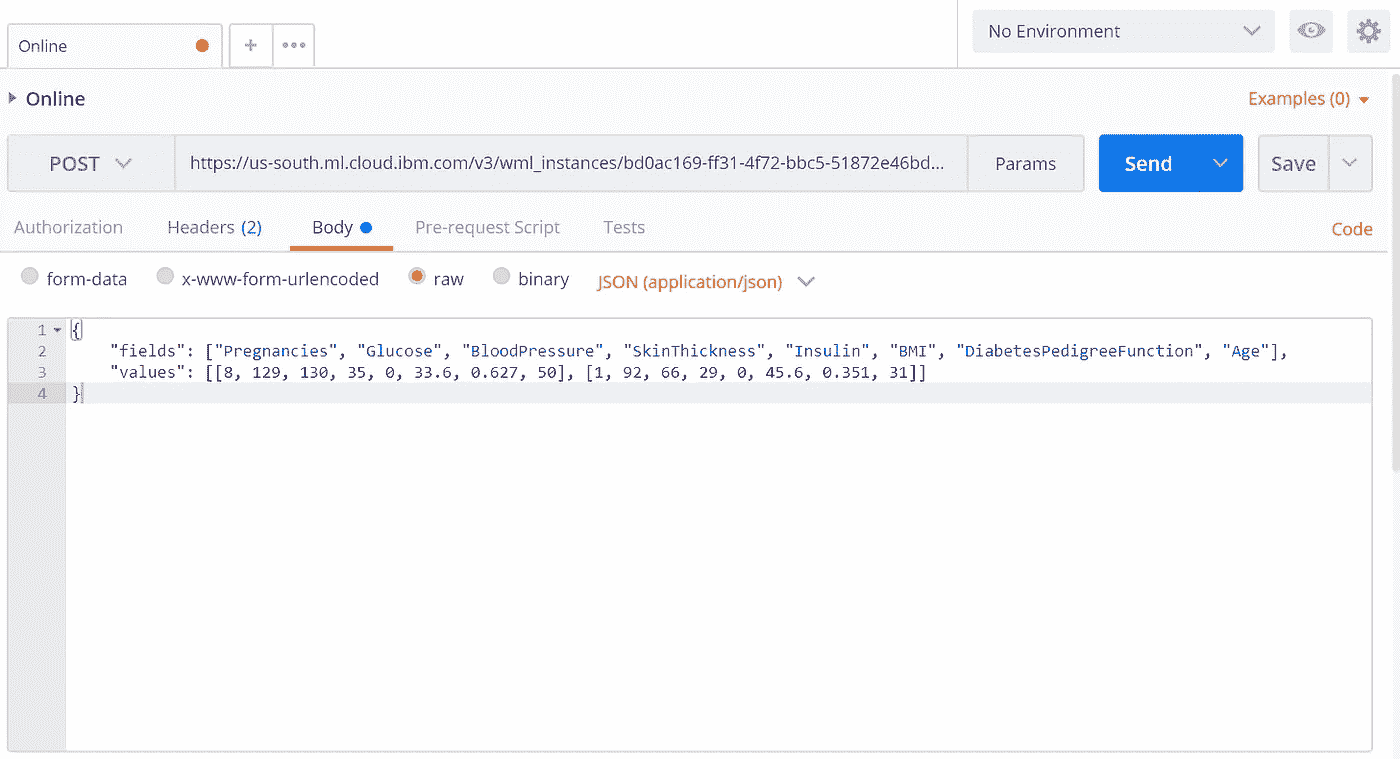 Online + ••• No Environment
Online Examples (0)
POST https://us-south.ml.cloud.ibm.com/v3/wml_instances/bd0ac169-ff31-4f72-bbc5-51872e46bd... Params Send Save
Authorization Headers (2) Body Pre-request Script Tests Code
form-data x-www-form-urlencoded raw binary JSON (application/json)
1 {
2 "fields": ["Pregnancies", "Glucose", "BloodPressure", "SkinThickness", "Insulin", "BMI", "DiabetesPedigreeFunction", "Age"],
3 "values": [[8, 129, 130, 35, 0, 33.6, 0.627, 50], [1, 92, 66, 29, 0, 45.6, 0.351, 31]]
4 }